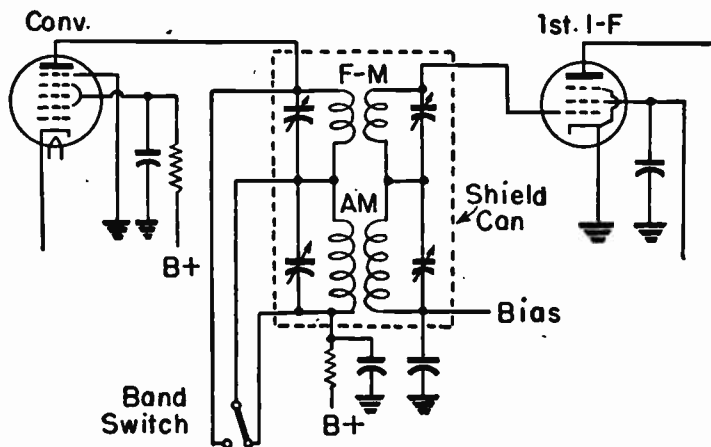 Conv.
1st. I-F
F-M
AM
Shield
Can
B+
Bias
Band
Switch
B+